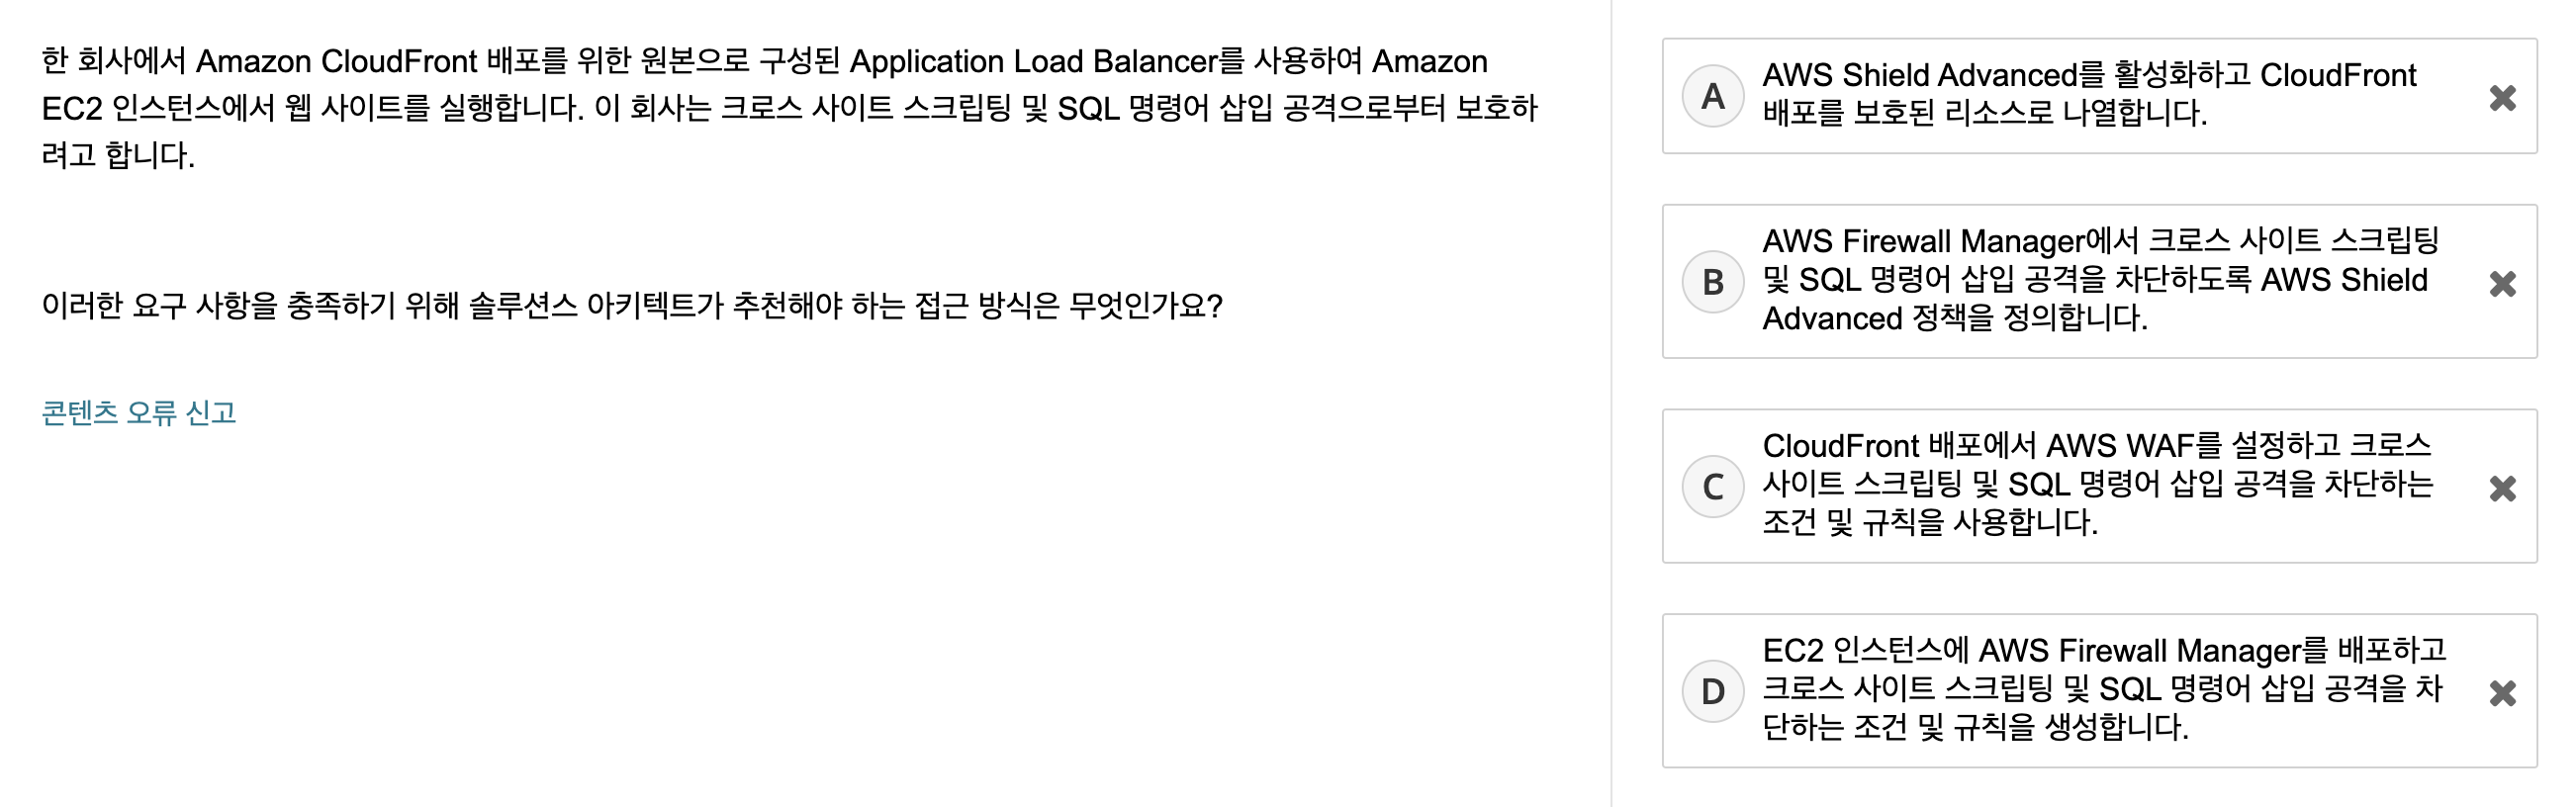 한 회사에서 Amazon CloudFront 배포를 위한 원본으로 구성된 Application Load Balancer를 사용하여 Amazon
EC2 인스턴스에서 웹 사이트를 실행합니다. 이 회사는 크로스 사이트 스크립팅 및 SQL 명령어 삽입 공격으로부터 보호하
려고 합니다.
이러한 요구 사항을 충족하기 위해 솔루션스 아키텍트가 추천해야 하는 접근 방식은 무엇인가요?
콘텐츠 오류 신고
A
AWS Shield Advanced를 활성화하고 CloudFront
배포를 보호된 리소스로 나열합니다.
B
AWS Firewall Manager에서 크로스 사이트 스크립팅
및 SQL 명령어 삽입 공격을 차단하도록 AWS Shield
Advanced 정책을 정의합니다.
C
CloudFront 배포에서 AWS WAF를 설정하고 크로스
사이트 스크립팅 및 SQL 명령어 삽입 공격을 차단하는
조건 및 규칙을 사용합니다.
D
EC2 인스턴스에 AWS Firewall Manager를 배포하고
크로스 사이트 스크립팅 및 SQL 명령어 삽입 공격을 차
단하는 조건 및 규칙을 생성합니다.